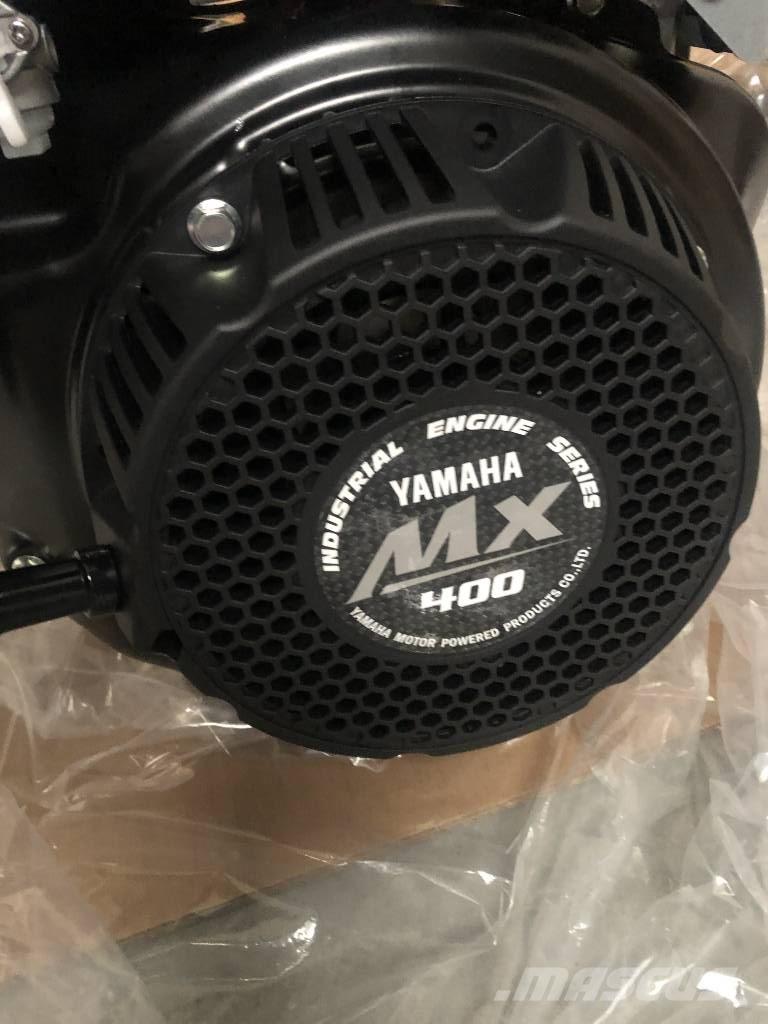 INDUSTRIAL ENGINE SERIES
YAMAHA
MX
400
YAMAHA MOTOR POWERED PRODUCTS CO.,LTD.
MASCUS